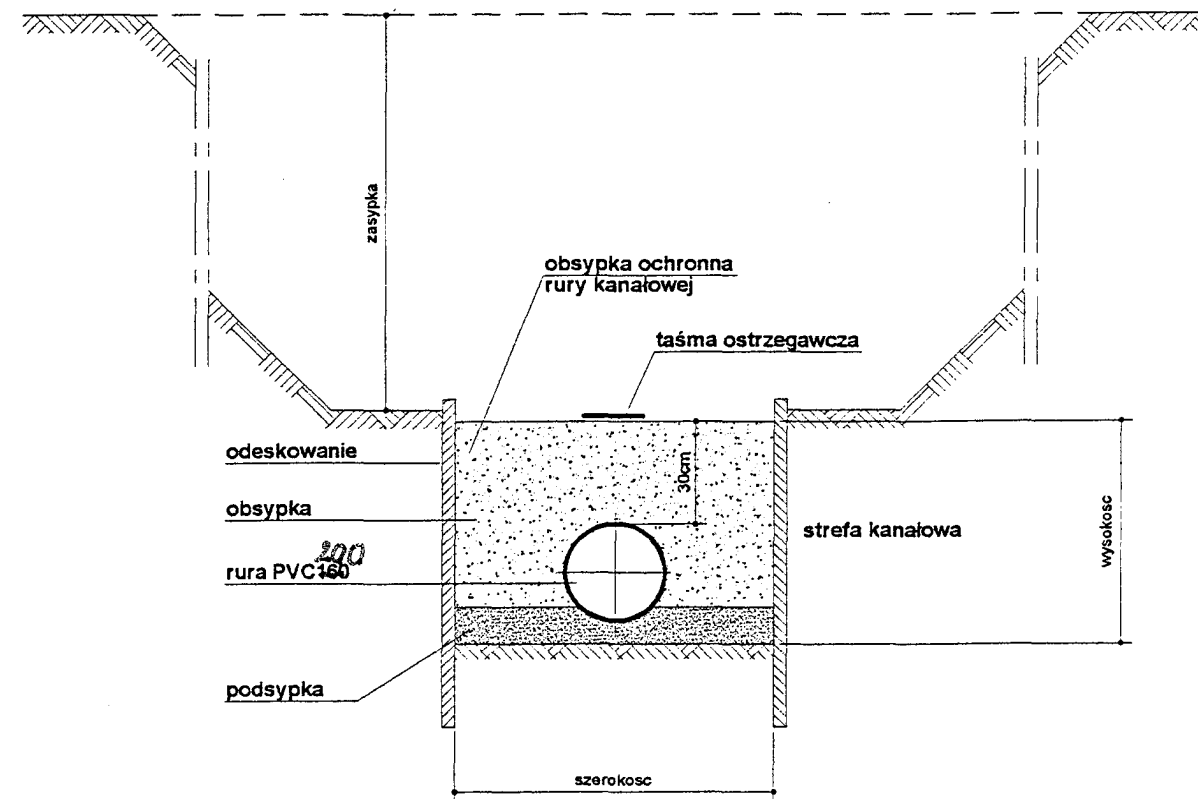 zasypka
obsypka ochronna
rury kanałowej
taśma ostrzegawcza
odeskowanie
30cm
obsypka
strefa kanałowa
wysokosc
200
rura PVC160
podsypka
szerokosc